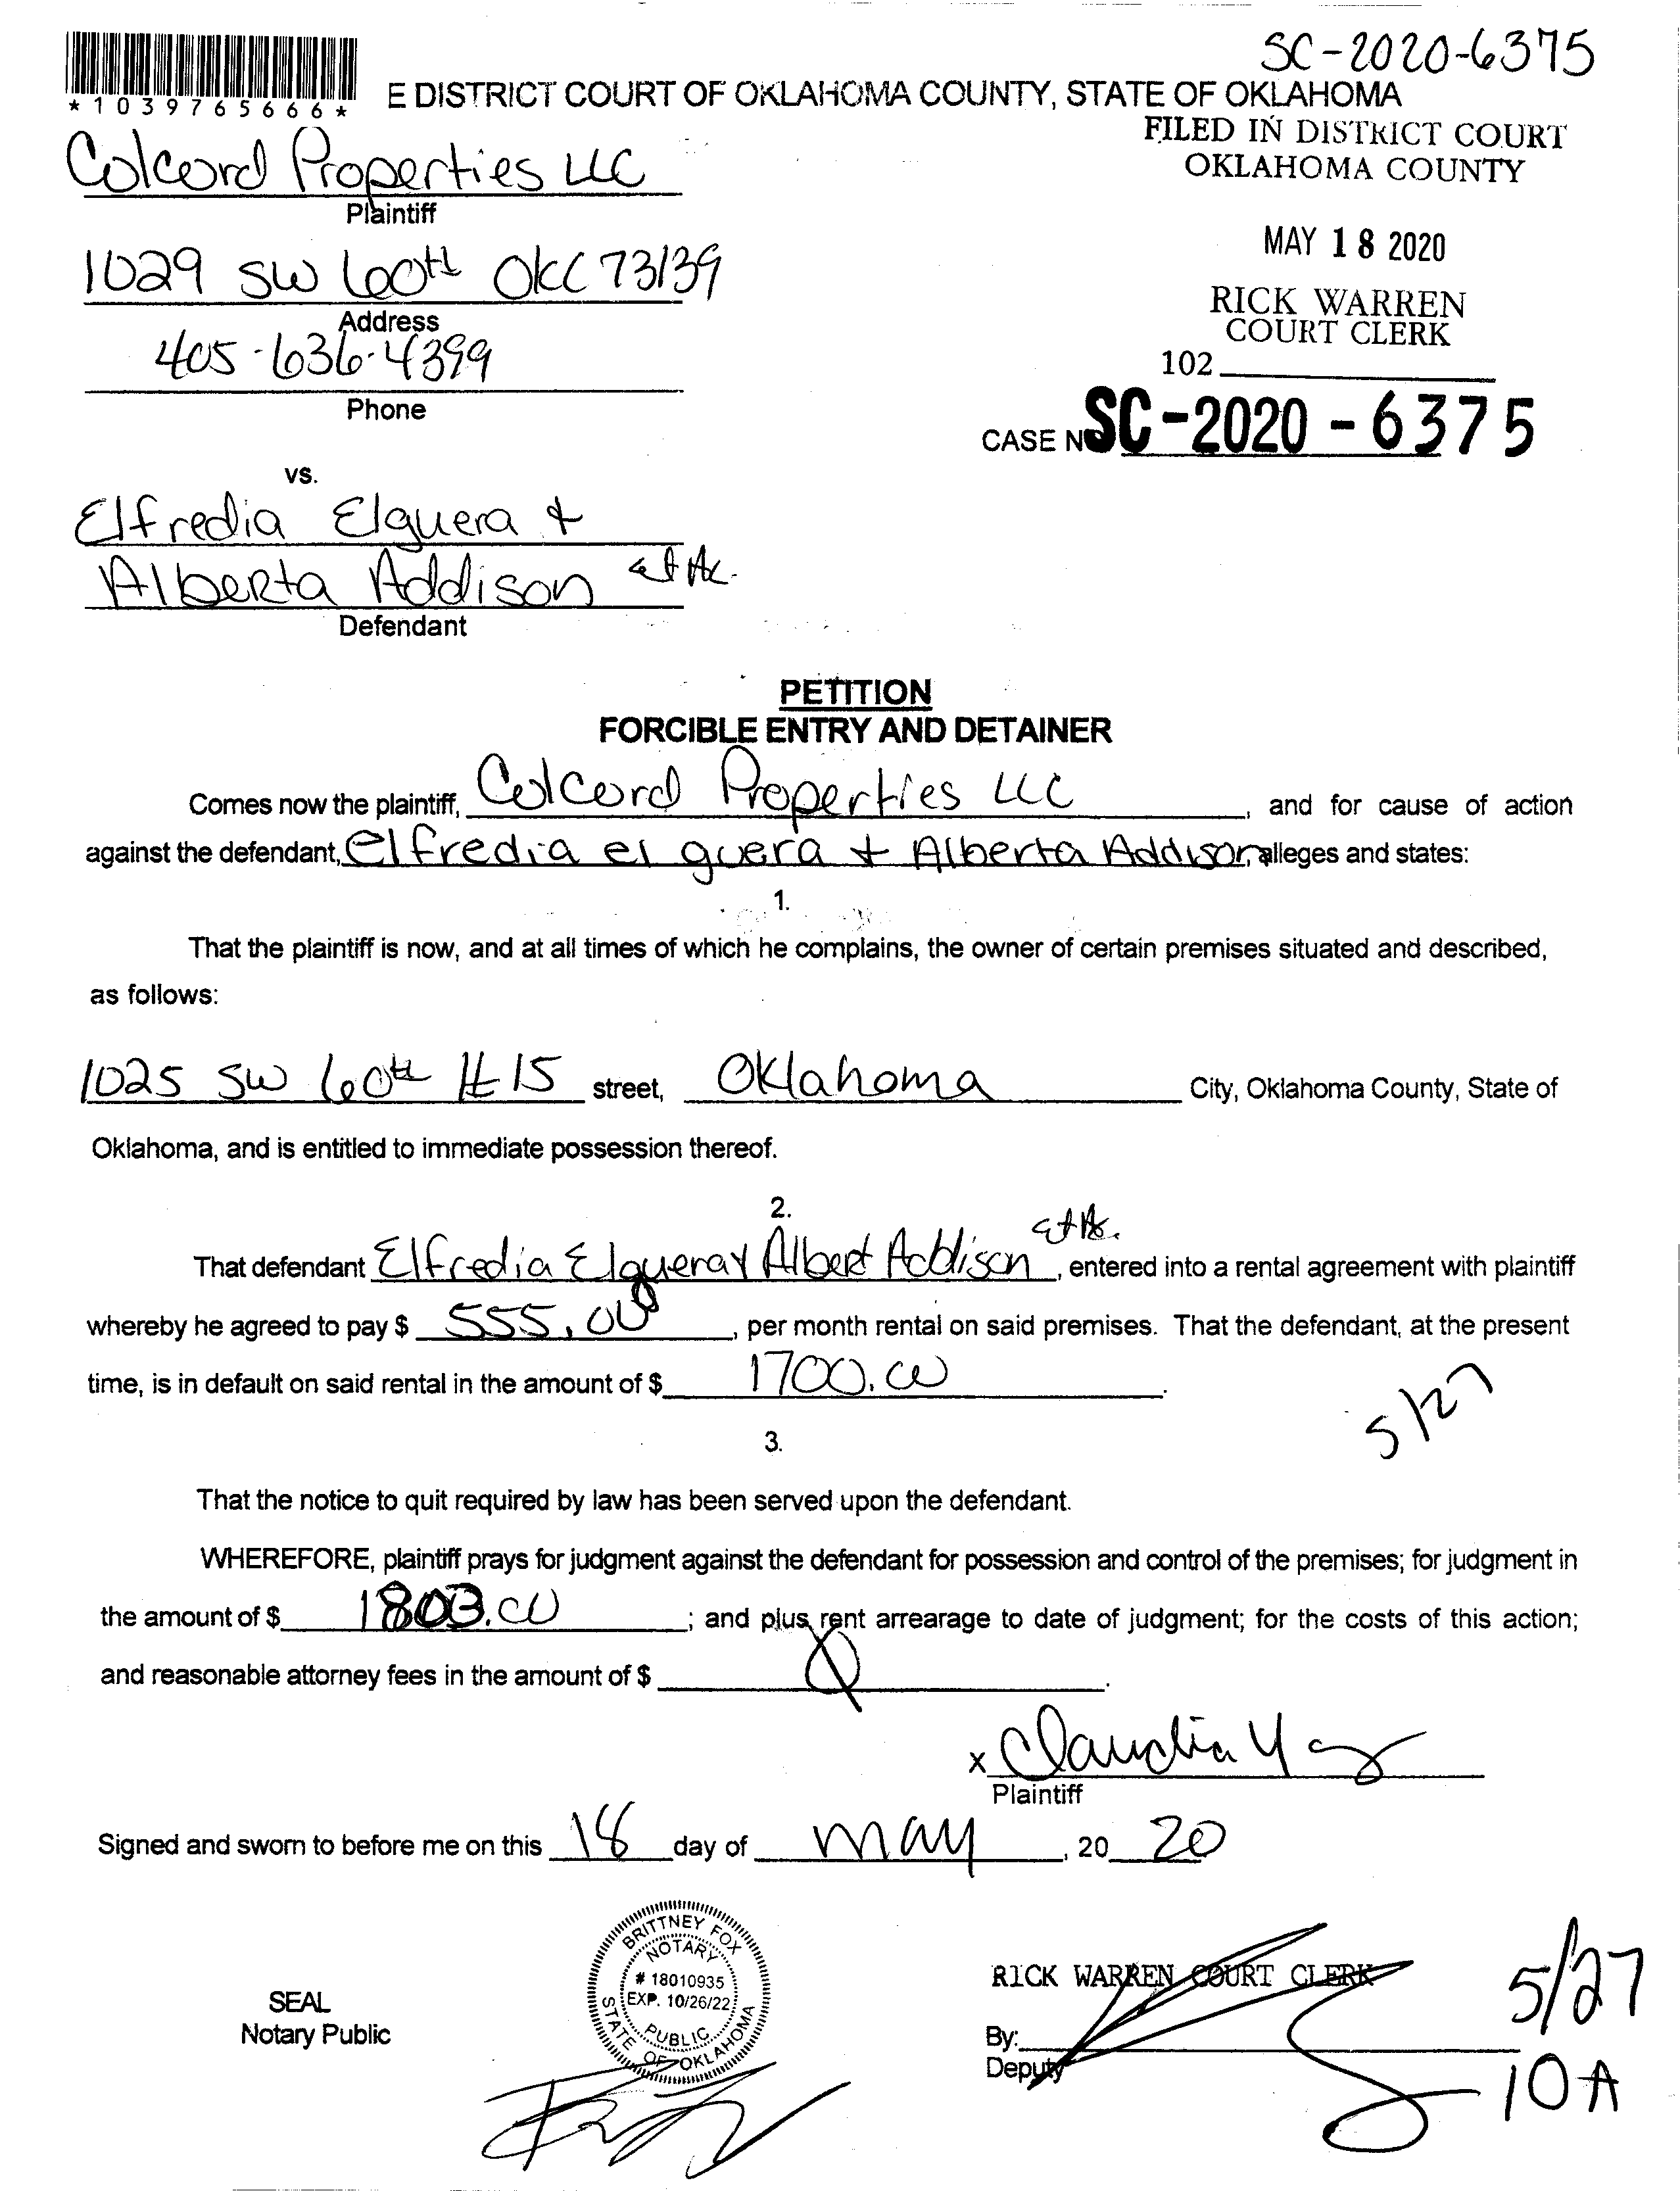 SC-2020-6375
*1039765666*
E DISTRICT COURT OF OKLAHOMA COUNTY, STATE OF OKLAHOMA
FILED IN DISTRICT COURT
OKLAHOMA COUNTY
Colcord Properties LLC
Plaintiff
MAY 18 2020
1029 SW 60th OKC 73139
Address
RICK WARREN
COURT CLERK
405-636-4399
Phone
102
CASE NO SC-2020-6375
vs.
Elfredia Elguera +
Alberta Addison
Defendant
PETITION
FORCIBLE ENTRY AND DETAINER
Comes now the plaintiff, Colcord Properties LLC, and for cause of action
against the defendant, elfredia el guera + Alberta Addison, alleges and states:
1.
That the plaintiff is now, and at all times of which he complains, the owner of certain premises situated and described,
as follows:
1025 SW 60th #15 street, Oklahoma City, Oklahoma County, State of
Oklahoma, and is entitled to immediate possession thereof.
2.
That defendant Elfredia Elguera + Albert Addison, entered into a rental agreement with plaintiff
whereby he agreed to pay $ 555.00, per month rental on said premises. That the defendant, at the present
time, is in default on said rental in the amount of $ 1700.00.
5/27
3.
That the notice to quit required by law has been served upon the defendant.
WHEREFORE, plaintiff prays for judgment against the defendant for possession and control of the premises; for judgment in
the amount of $ 1803.00; and plus rent arrearage to date of judgment; for the costs of this action;
and reasonable attorney fees in the amount of $ .
x Claudia
Plaintiff
Signed and sworn to before me on this 18 day of may, 20 20
BRITTNEY FOX
NOTARY
# 18010935
EXP. 10/26/22
PUBLIC
STATE OF OKLAHOMA
SEAL
Notary Public
RICK WARREN COURT CLERK
By:
Deputy
5/27
10 A